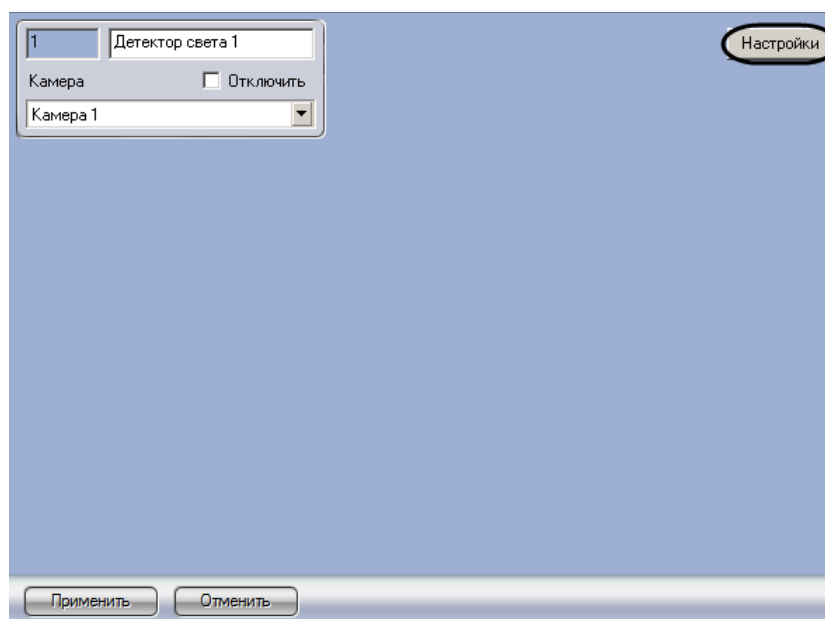 1 Детектор света 1
Настройки
Камера Отключить
Камера 1
Применить Отменить